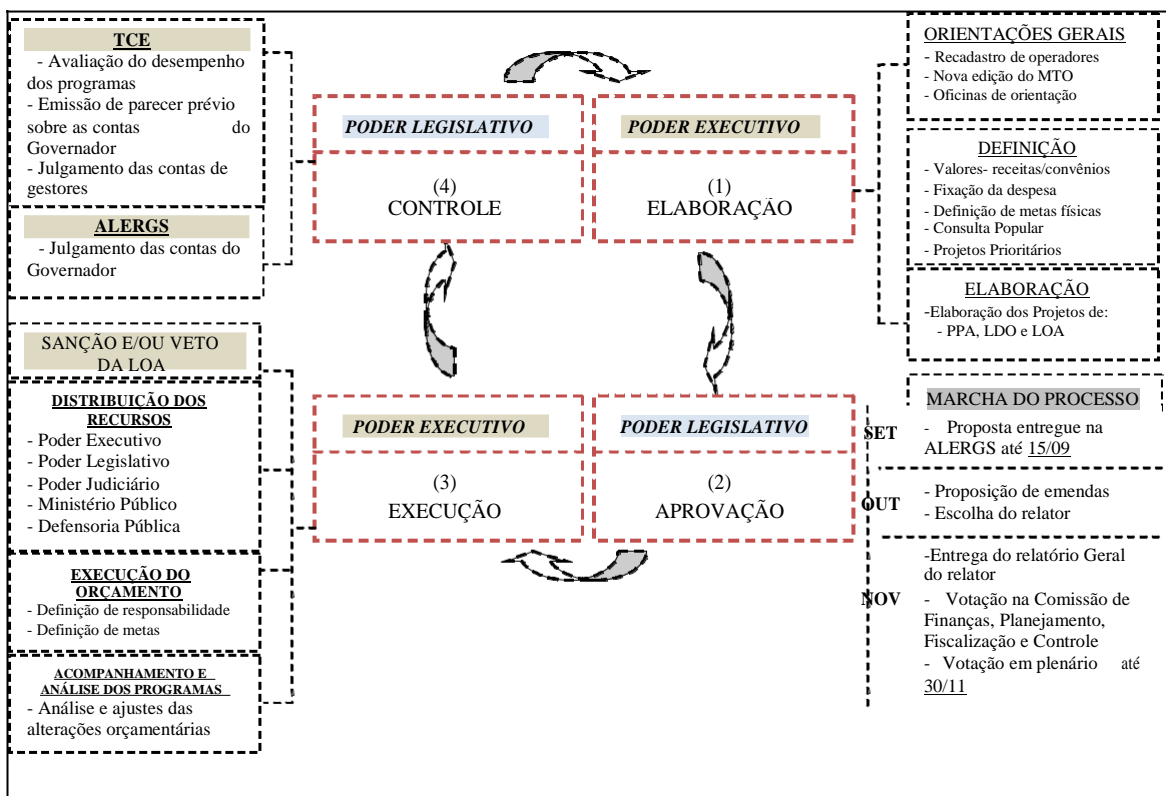 TCE
- Avaliação do desempenho
dos programas
- Emissão de parecer prévio
sobre as contas do
Governador
- Julgamento das contas de
gestores
ALERGS
- Julgamento das contas do
Governador
PODER LEGISLATIVO
(4)
CONTROLE
PODER EXECUTIVO
(1)
ELABORAÇÃO
ORIENTAÇÕES GERAIS
- Recadastro de operadores
- Nova edição do MTO
- Oficinas de orientação
DEFINIÇÃO
- Valores- receitas/convênios
- Fixação da despesa
- Definição de metas físicas
- Consulta Popular
- Projetos Prioritários
ELABORAÇÃO
-Elaboração dos Projetos de:
- PPA, LDO e LOA
SANÇÃO E/OU VETO
DA LOA
DISTRIBUIÇÃO DOS
RECURSOS
- Poder Executivo
- Poder Legislativo
- Poder Judiciário
- Ministério Público
- Defensoria Pública
EXECUÇÃO DO
ORÇAMENTO
- Definição de responsabilidade
- Definição de metas
ACOMPANHAMENTO E
ANÁLISE DOS PROGRAMAS
- Análise e ajustes das
alterações orçamentárias
PODER EXECUTIVO
(3)
EXECUÇÃO
PODER LEGISLATIVO
(2)
APROVAÇÃO
MARCHA DO PROCESSO
SET
- Proposta entregue na
ALERGS até 15/09
OUT
- Proposição de emendas
- Escolha do relator
NOV
-Entrega do relatório Geral
do relator
- Votação na Comissão de
Finanças, Planejamento,
Fiscalização e Controle
- Votação em plenário até
30/11